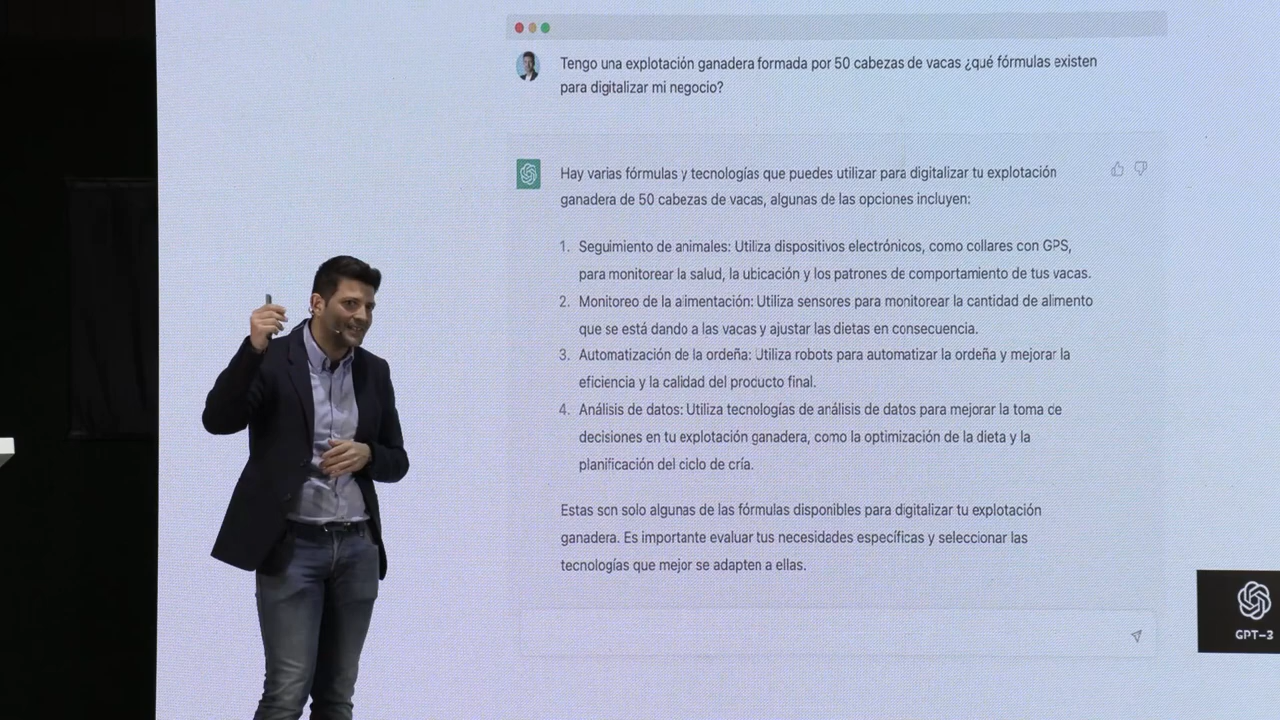 Tengo una explotación ganadera formada por 50 cabezas de vacas ¿qué fórmulas existen
para digitalizar mi negocio?
Hay varias fórmulas y tecnologías que puedes utilizar para digitalizar tu explotación
ganadera de 50 cabezas de vacas, algunas de las opciones incluyen:
1. Seguimiento de animales: Utiliza dispositivos electrónicos, como collares con GPS,
para monitorear la salud, la ubicación y los patrones de comportamiento de tus vacas.
2. Monitoreo de la alimentación: Utiliza sensores para monitorear la cantidad de alimento
que se está dando a las vacas y ajustar las dietas en consecuencia.
3. Automatización de la ordeña: Utiliza robots para automatizar la ordeña y mejorar la
eficiencia y la calidad del producto final.
4. Análisis de datos: Utiliza tecnologías de análisis de datos para mejorar la toma de
decisiones en tu explotación ganadera, como la optimización de la dieta y la
planificación del ciclo de cría.
Estas son solo algunas de las fórmulas disponibles para digitalizar tu explotación
ganadera. Es importante evaluar tus necesidades específicas y seleccionar las
tecnologías que mejor se adapten a ellas.
GPT-3